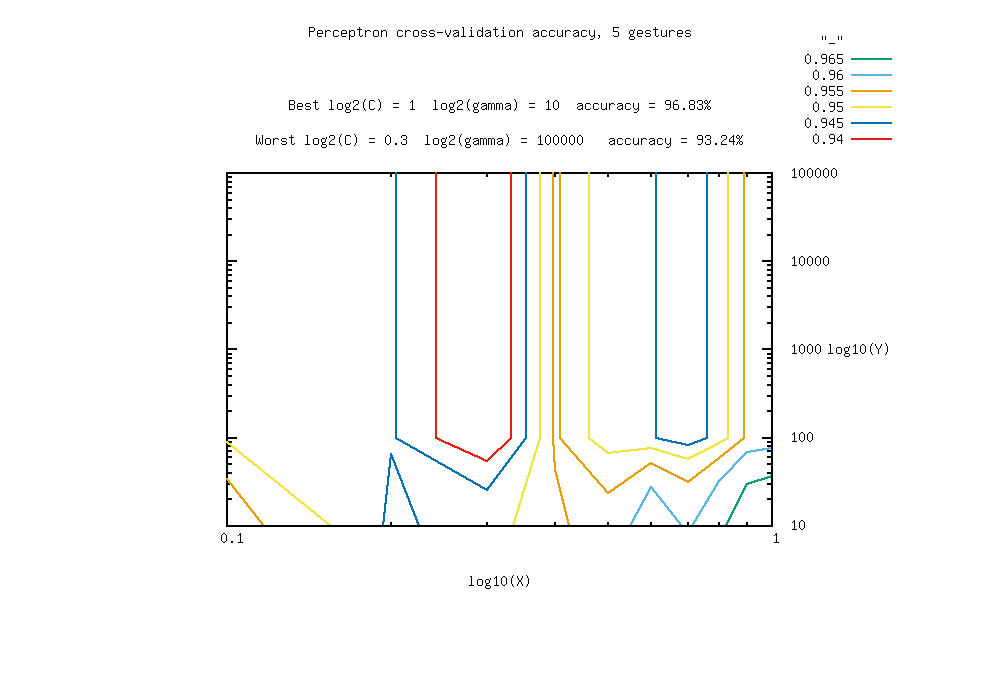 Perceptron cross-validation accuracy, 5 gestures
"_"
0.965
0.96
0.955
0.95
0.945
0.94
Best log2(C) = 1  log2(gamma) = 10  accuracy = 96.83%
Worst log2(C) = 0.3  log2(gamma) = 100000   accuracy = 93.24%
100000
10000
1000 log10(Y)
100
10
0.1 1
log10(X)